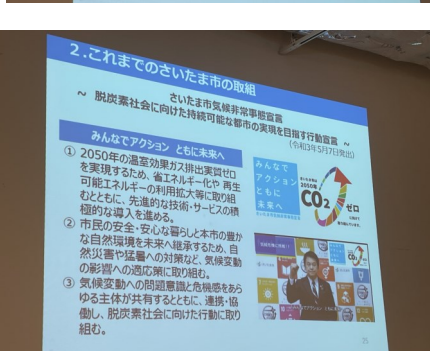 2.これまでのさいたま市の取組
さいたま市気候非常事態宣言
~ 脱炭素社会に向けた持続可能な都市の実現を目指す行動宣言 ~
(令和3年5月7日発出)
みんなでアクション ともに未来へ
① 2050年の温室効果ガス排出実質ゼロ
を実現するため、省エネルギー化や 再生
可能エネルギーの利用拡大等に取り組
むとともに、先進的な技術・サービスの積
極的な導入を進める。
② 市民の安全・安心な暮らしと本市の豊か
な自然環境を未来へ継承するため、自
然災害や猛暑への対策など、気候変動
の影響への適応策に取り組む。
③ 気候変動への問題意識と危機感をあら
ゆる主体が共有するとともに、連携・協
働し、脱炭素社会に向けた行動に取り
組む。
みんなで
アクション
ともに
未来へ
2050年
CO2 ゼロ